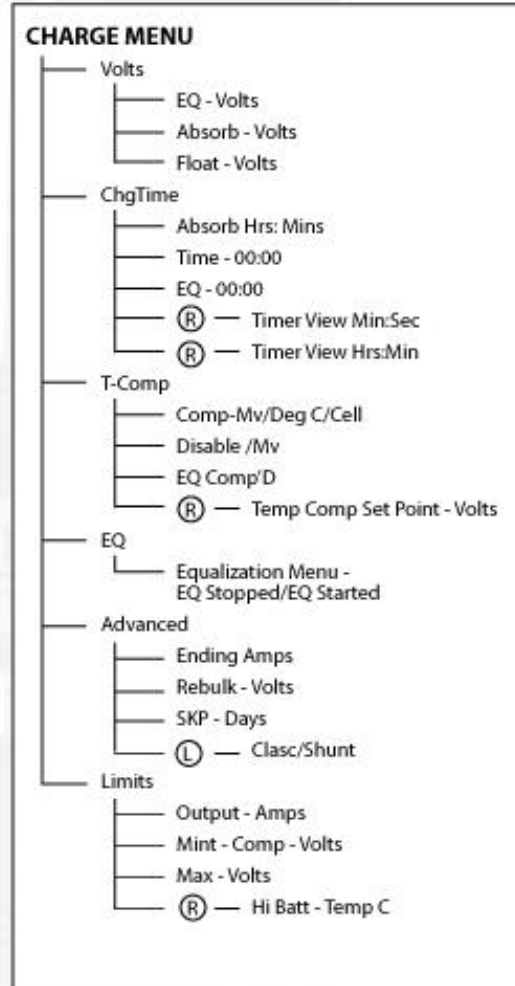 CHARGE MENU
Volts
EQ - Volts
Absorb - Volts
Float - Volts
ChgTime
Absorb Hrs: Mins
Time - 00:00
EQ - 00:00
R Timer View Min:Sec
R Timer View Hrs:Min
T-Comp
Comp-Mv/Deg C/Cell
Disable /Mv
EQ Comp'D
R Temp Comp Set Point - Volts
EQ
Equalization Menu -
EQ Stopped/EQ Started
Advanced
Ending Amps
Rebulk - Volts
SKP - Days
L Clasc/Shunt
Limits
Output - Amps
Mint - Comp - Volts
Max - Volts
R Hi Batt - Temp C